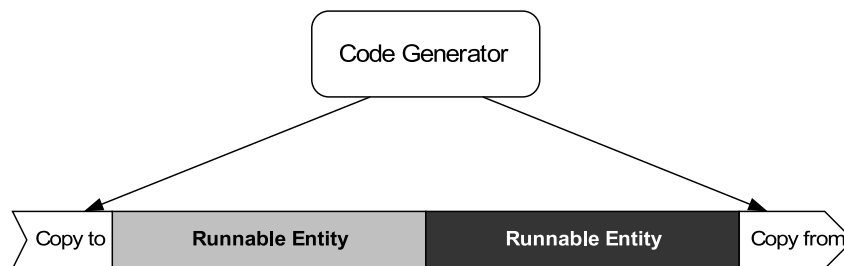 Code Generator
Copy to Runnable Entity Runnable Entity Copy from